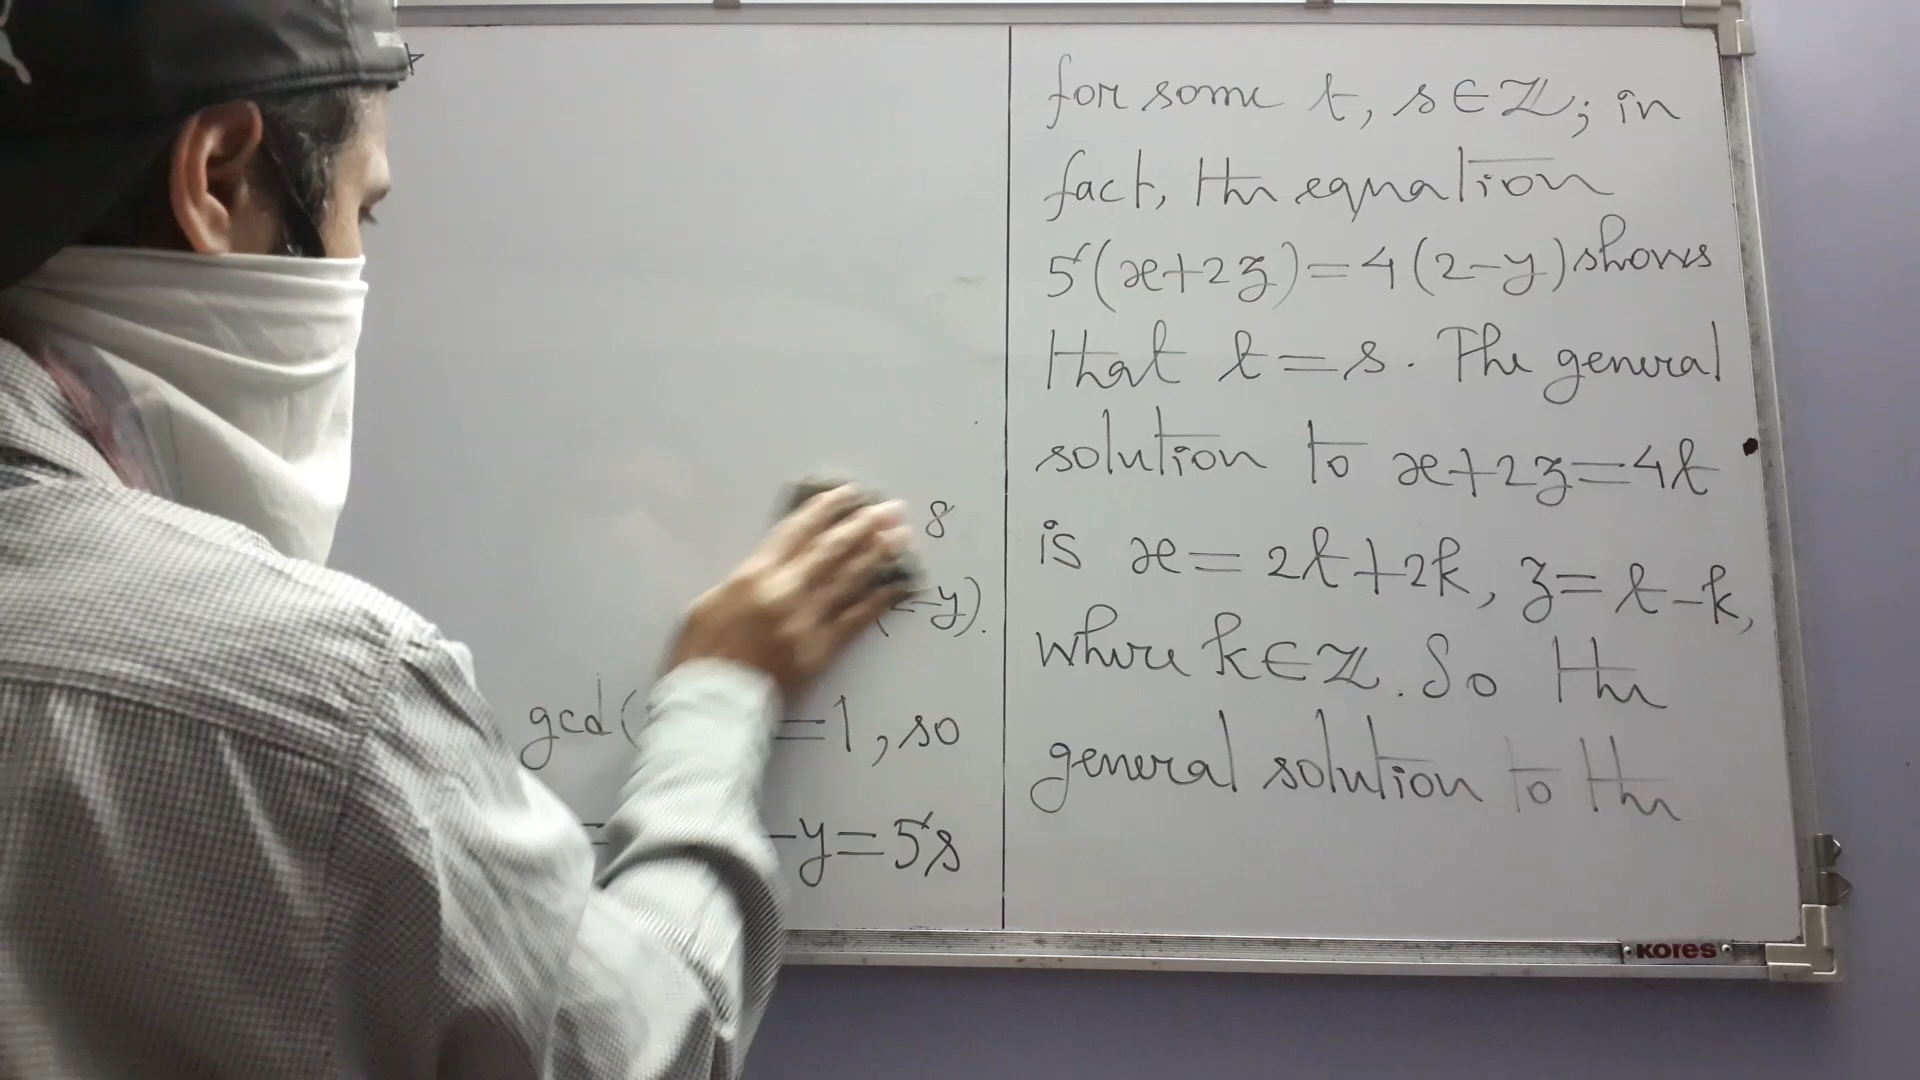 8
-y).
gcd( =1, so
= -y=5s
for some t, s∈ℤ; in
fact, the equation
5(x+2z)=4(2-y) shows
that t=s. The general
solution to x+2z=4t
is x=2t+2k, z=t-k,
where k∈ℤ. So the
general solution to the
KORES